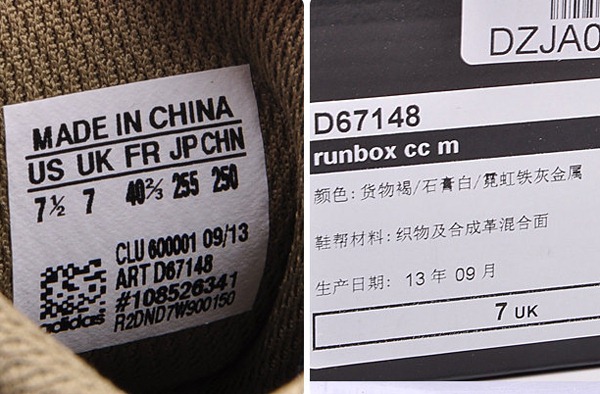 MADE IN CHINA
US UK FR JP CHN
7½ 7 40⅔ 255 250
CLU 600001 09/13
ART D67148
#108526341
R2DND7W900150
adidas
DZJA0
D67148
runbox cc m
颜色: 货物褐/石膏白/霓虹铁灰金属
鞋帮材料: 织物及合成革混合面
生产日期: 13 年 09 月
7 UK